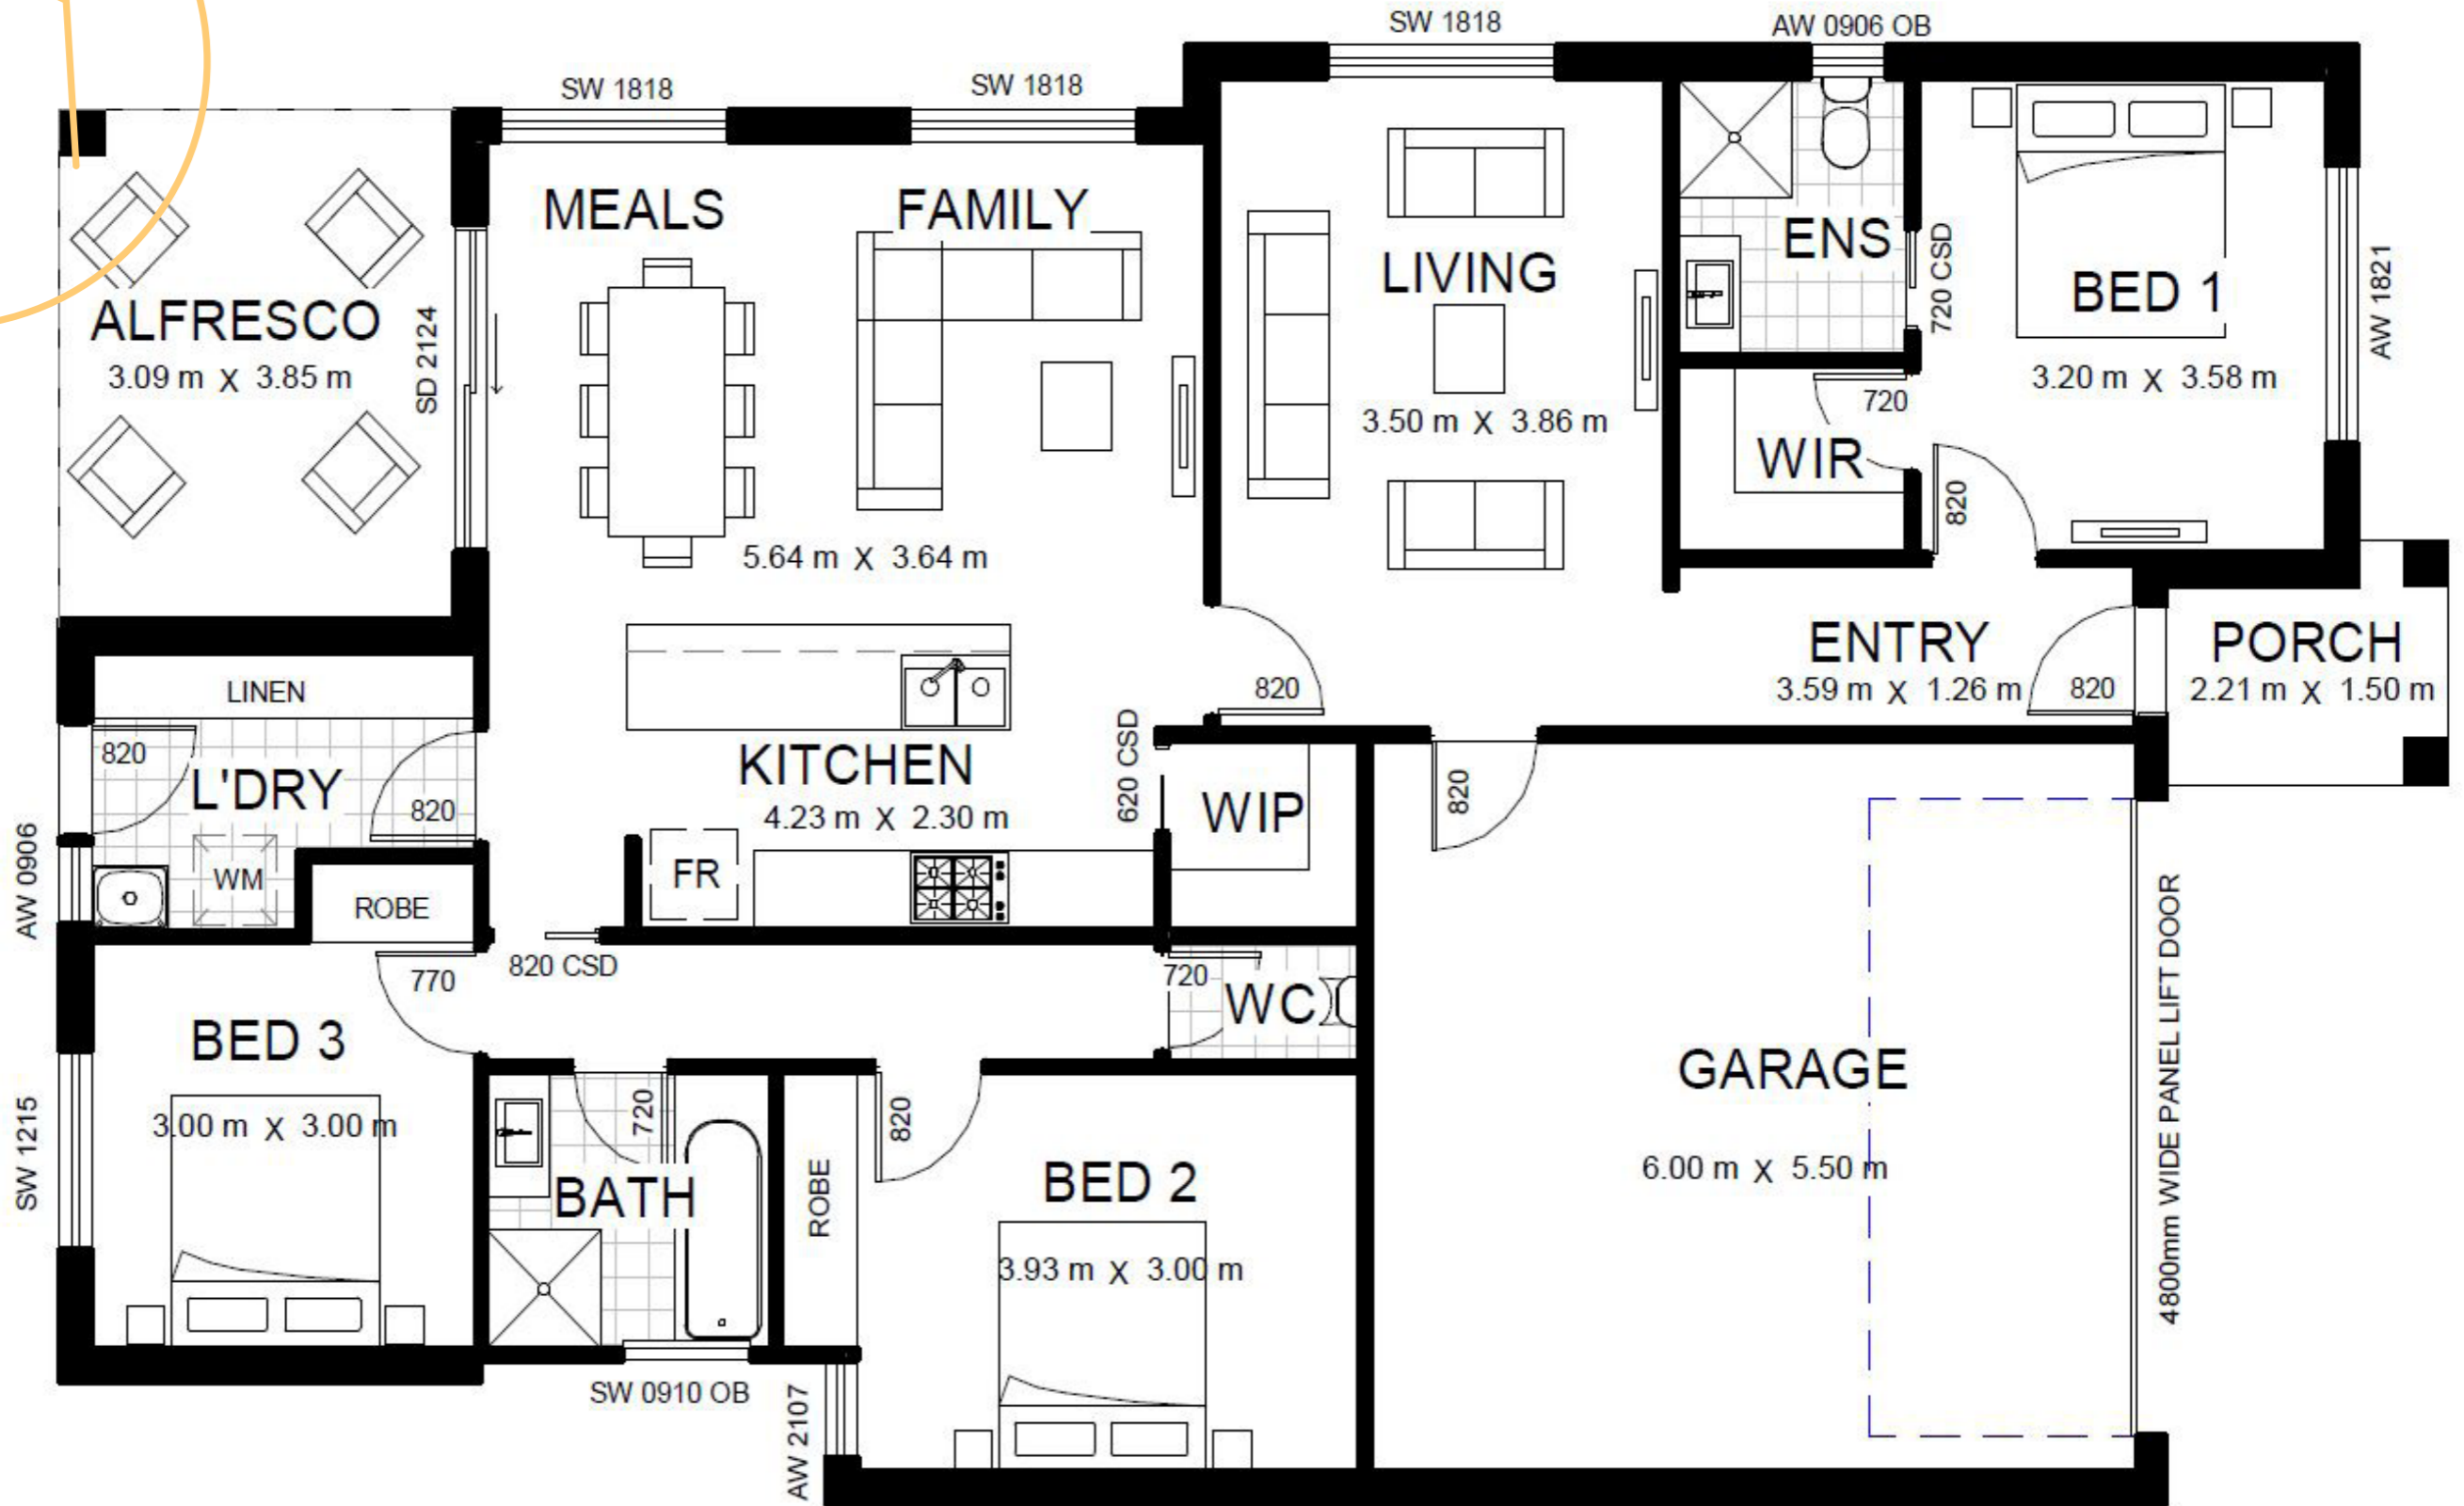 SW 1818
AW 0906 OB
SW 1818
SW 1818
MEALS
FAMILY
5.64 m X 3.64 m
ALFRESCO
3.09 m X 3.85 m
SD 2124
LIVING
3.50 m X 3.86 m
ENS
720 CSD
BED 1
3.20 m X 3.58 m
AW 1821
720
WIR
820
ENTRY
3.59 m X 1.26 m
820
PORCH
2.21 m X 1.50 m
820
LINEN
820
L'DRY
820
WM
AW 0906
ROBE
KITCHEN
4.23 m X 2.30 m
FR
620 CSD
WIP
820
770
820 CSD
720
WC
BED 3
3.00 m X 3.00 m
SW 1215
720
BATH
SW 0910 OB
ROBE
820
BED 2
3.93 m X 3.00 m
AW 2107
GARAGE
6.00 m X 5.50 m
4800mm WIDE PANEL LIFT DOOR